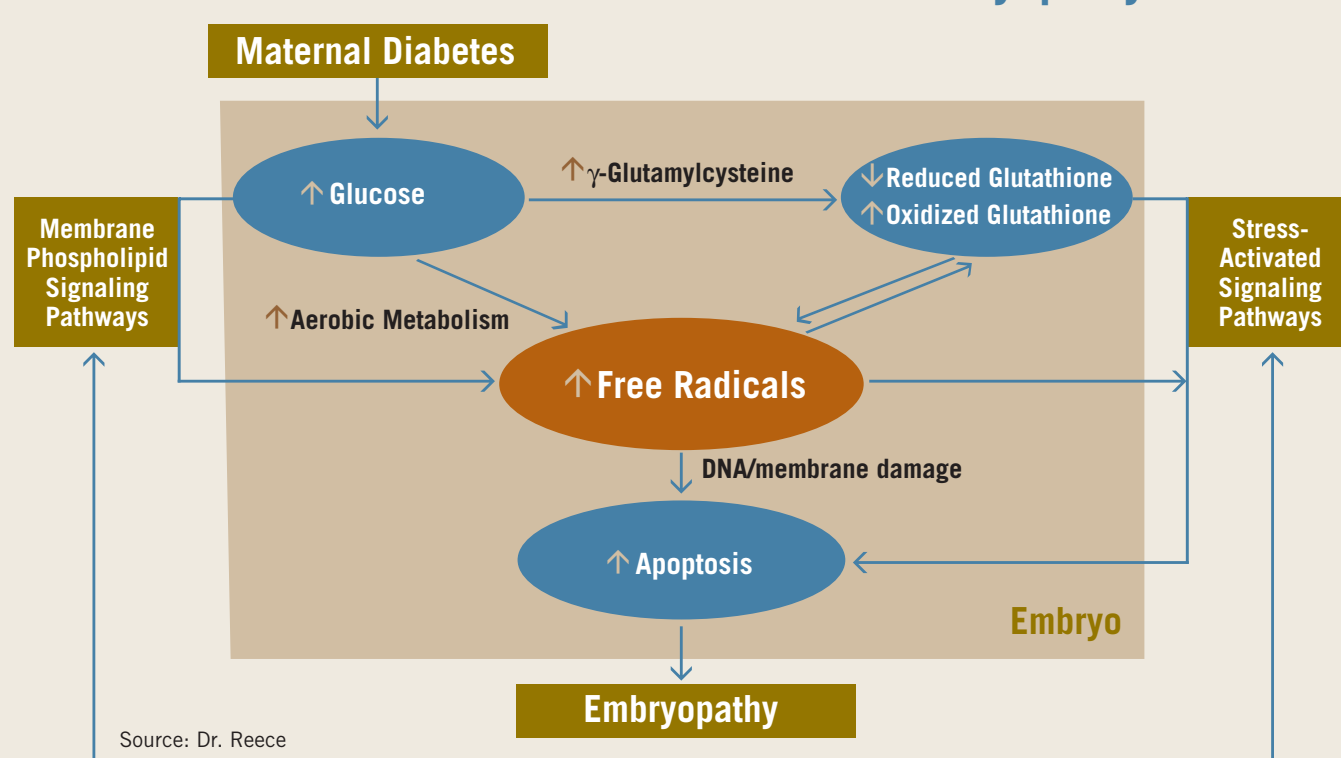 Maternal Diabetes
↑ Glucose
↑ γ-Glutamylcysteine
↓ Reduced Glutathione
↑ Oxidized Glutathione
Membrane
Phospholipid
Signaling
Pathways
Stress-
Activated
Signaling
Pathways
↑ Aerobic Metabolism
↑ Free Radicals
DNA/membrane damage
↑ Apoptosis
Embryo
Embryopathy
Source: Dr. Reece